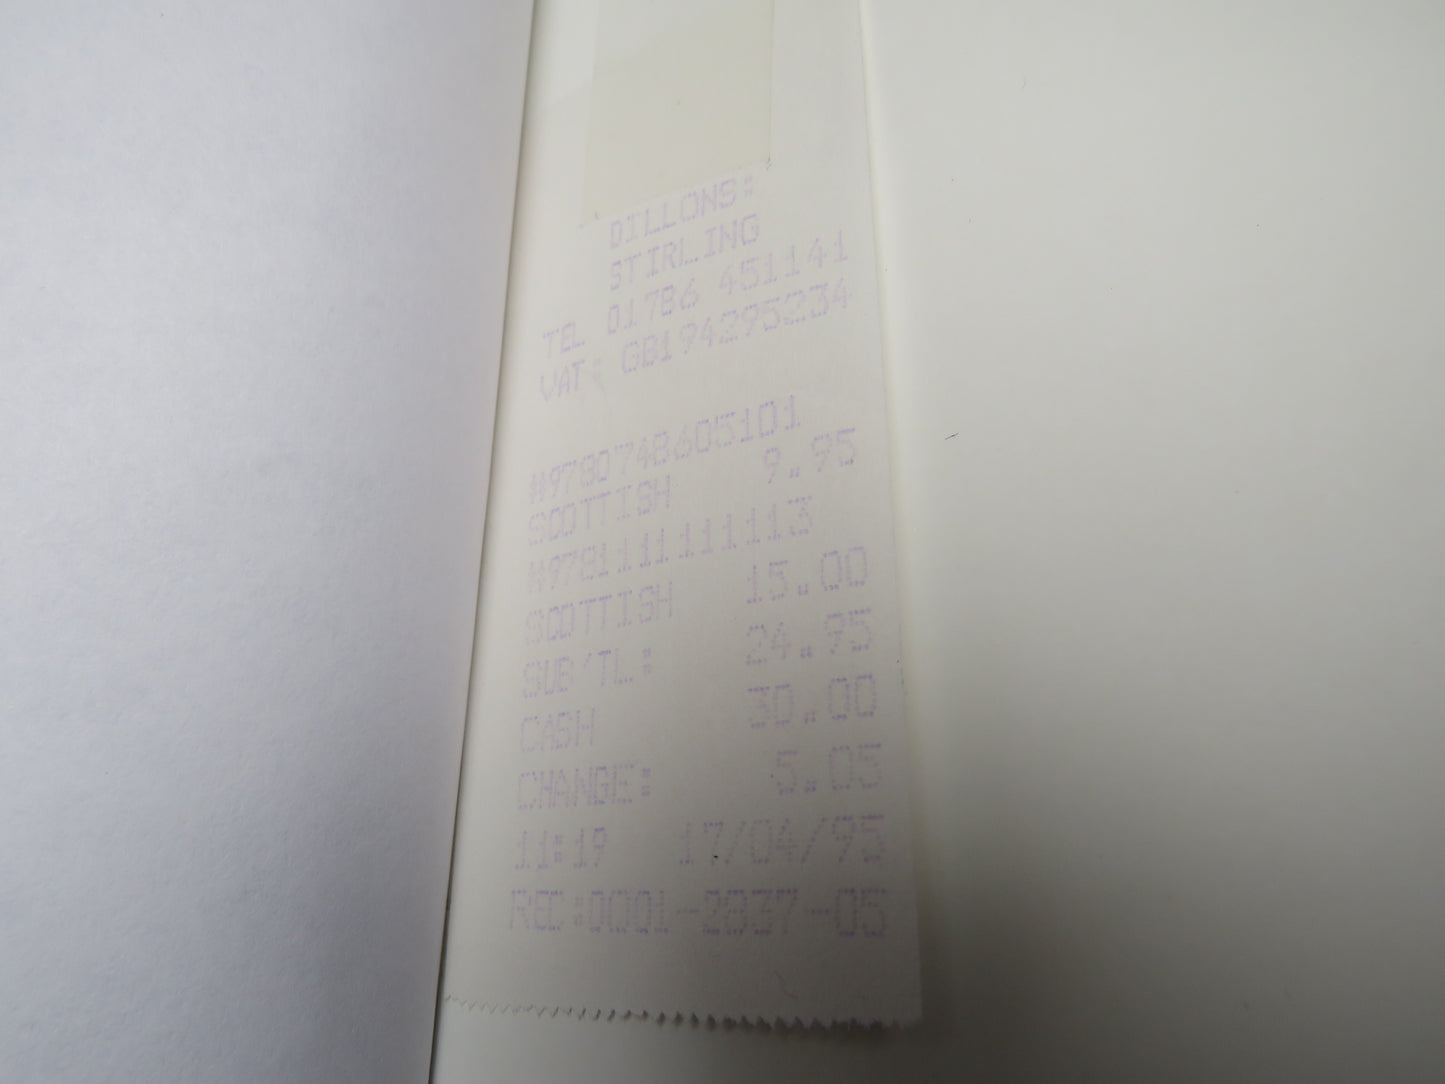 DILLONS:
STIRLING
TEL 01786 451141
VAT: GB194295234
#9780748605101
SCOTTISH 9.95
#9781111111113
SCOTTISH 15.00
SUB/TL: 24.95
CASH 30.00
CHANGE: 5.05
11:19 17/04/95
REC:0001-2837-05